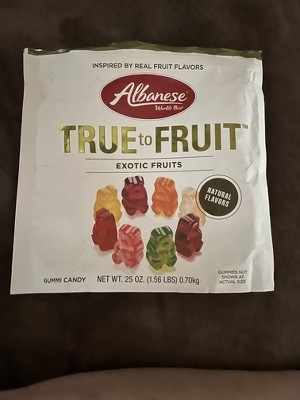 INSPIRED BY REAL FRUIT FLAVORS
Albanese®
World's Best
TRUE to FRUIT™
EXOTIC FRUITS
NATURAL
FLAVORS
GUMMI CANDY
NET WT. 25 OZ. (1.56 LBS) 0.70kg
GUMMIES NOT
SHOWN AT
ACTUAL SIZE